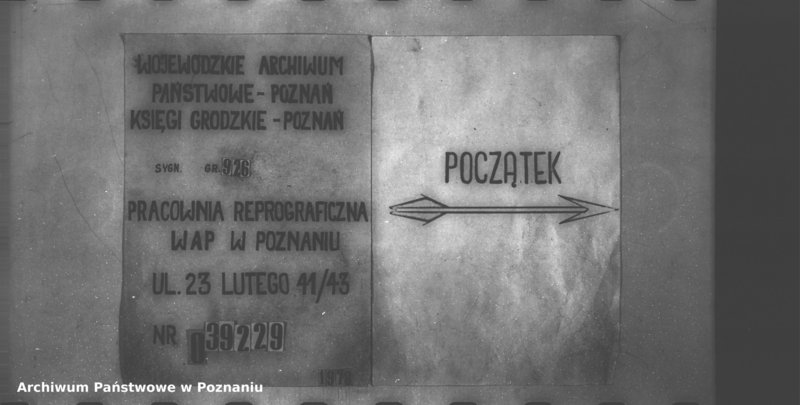 WOJEWÓDZKIE ARCHIWUM
PAŃSTWOWE - POZNAŃ
KSIĘGI GRODZKIE - POZNAŃ
SYGN. GR. 926
PRACOWNIA REPROGRAFICZNA
WAP W POZNANIU
UL. 23 LUTEGO 41/43
NR 39229
POCZĄTEK
Archiwum Państwowe w Poznaniu